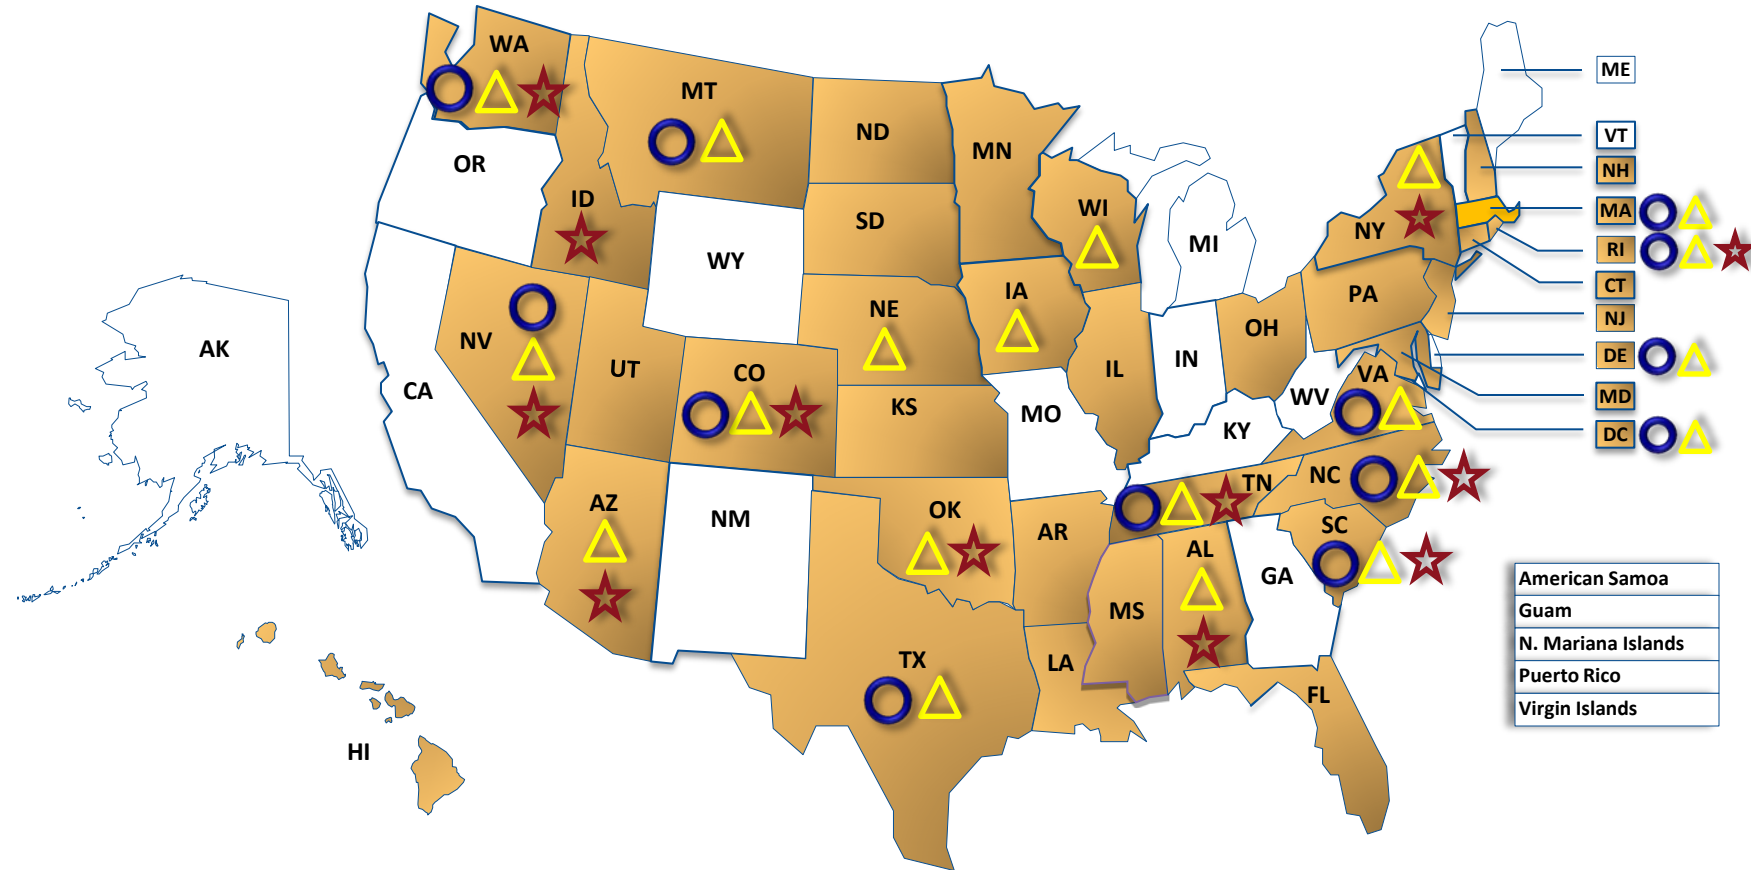 WA
MT
ND
MN
OR
ID
SD
WI
NY
MI
WY
NE
IA
PA
NV
UT
CO
KS
IL
IN
OH
WV
VA
AK
CA
MO
KY
AZ
NM
OK
AR
TN
NC
SC
AL
GA
MS
TX
LA
FL
HI
ME
VT
NH
MA
RI
CT
NJ
DE
MD
DC
American Samoa
Guam
N. Mariana Islands
Puerto Rico
Virgin Islands